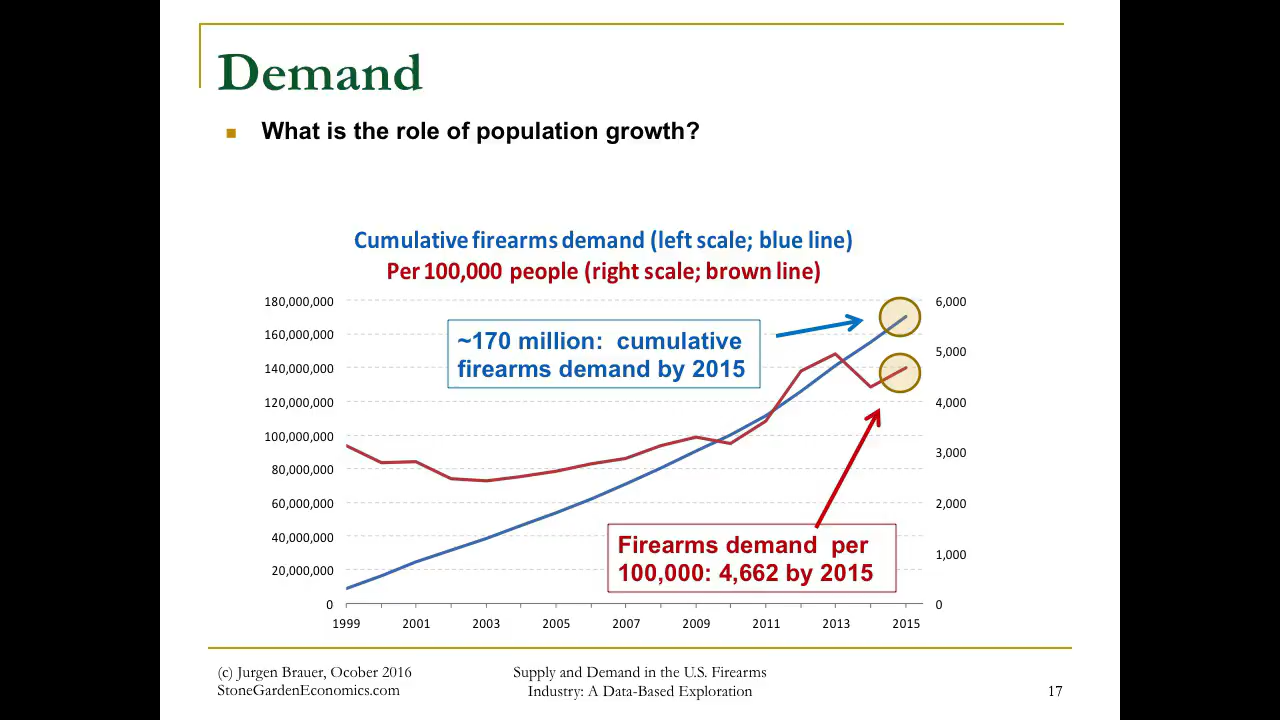 Demand
What is the role of population growth?
Cumulative firearms demand (left scale; blue line)
Per 100,000 people (right scale; brown line)
180,000,000
160,000,000
140,000,000
120,000,000
100,000,000
80,000,000
60,000,000
40,000,000
20,000,000
0
~170 million: cumulative
firearms demand by 2015
Firearms demand per
100,000: 4,662 by 2015
6,000
5,000
4,000
3,000
2,000
1,000
0
1999 2001 2003 2005 2007 2009 2011 2013 2015
(c) Jurgen Brauer, Ocober 2016
StoneGardenEconomics.com
Supply and Demand in the U.S. Firearms
Industry: A Data-Based Exploration
17